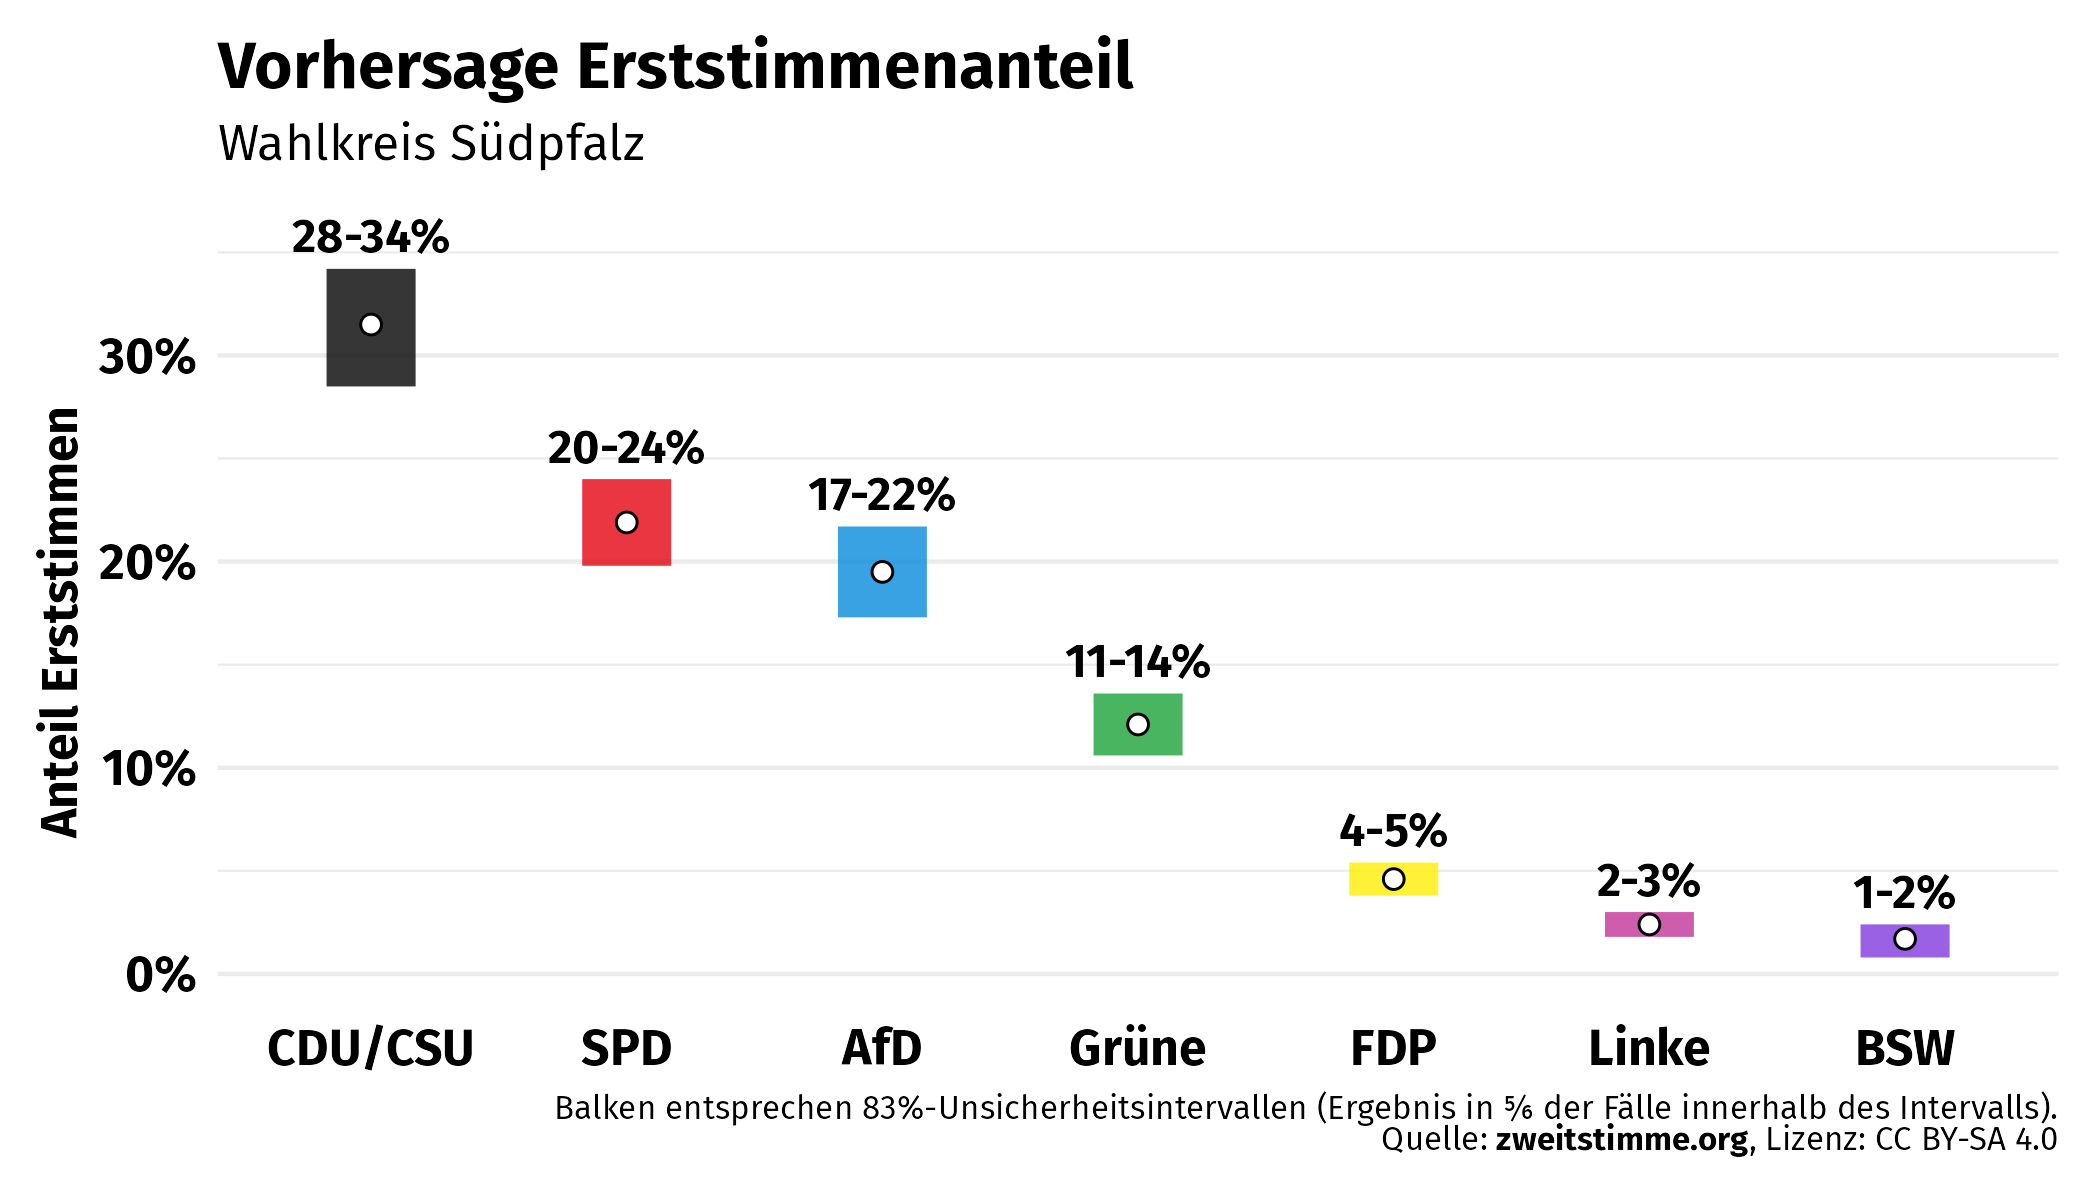 Vorhersage Erststimmenanteil
Wahlkreis Südpfalz
Anteil Erststimmen
30%
20%
10%
0%
28-34%
20-24%
17-22%
11-14%
4-5%
2-3%
1-2%
CDU/CSU SPD AfD Grüne FDP Linke BSW
Balken entsprechen 83%-Unsicherheitsintervallen (Ergebnis in ⅚ der Fälle innerhalb des Intervalls).
Quelle: zweitstimme.org, Lizenz: CC BY-SA 4.0